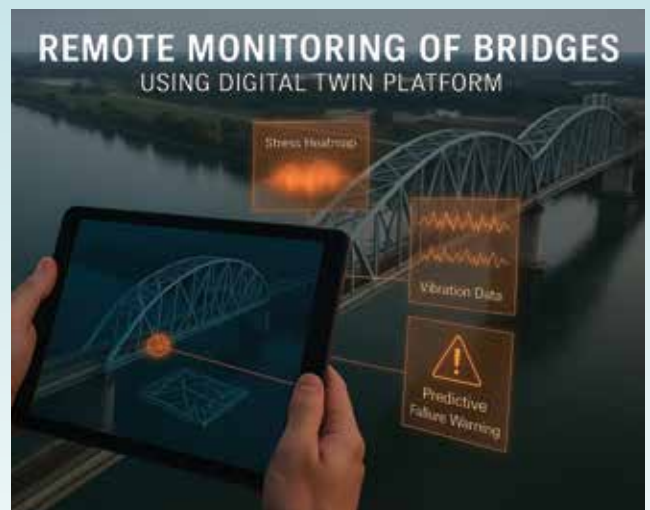 REMOTE MONITORING OF BRIDGES
USING DIGITAL TWIN PLATFORM
Stress Heatmap
Vibration Data
Predictive
Failure Warning